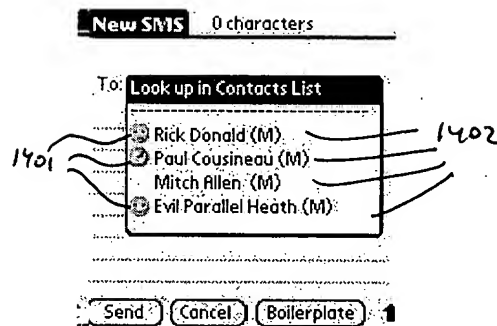 New SMS 0 characters
To: Look up in Contacts List
Rick Donald (M)
1402
1401
Paul Cousineau (M)
Mitch Allen (M)
Evil Parallel Heath (M)
Send Cancel Boilerplate